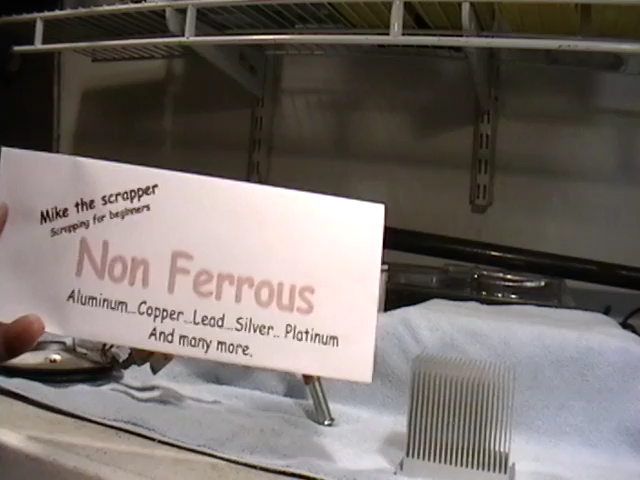 Mike the scrapper
Scrapping for beginners
Non Ferrous
Aluminum...Copper...Lead...Silver.. Platinum
And many more.